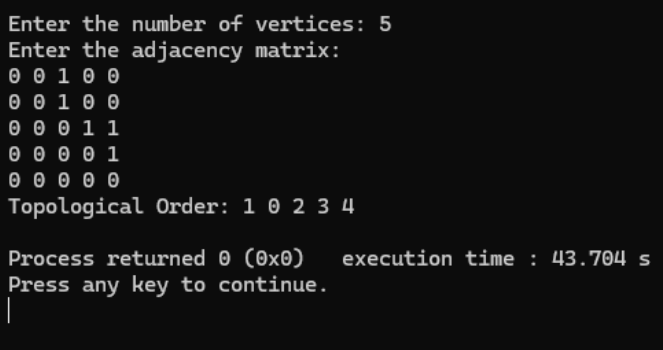 Enter the number of vertices: 5
Enter the adjacency matrix:
0 0 1 0 0
0 0 1 0 0
0 0 0 1 1
0 0 0 0 1
0 0 0 0 0
Topological Order: 1 0 2 3 4
Process returned 0 (0x0)   execution time : 43.704 s
Press any key to continue.